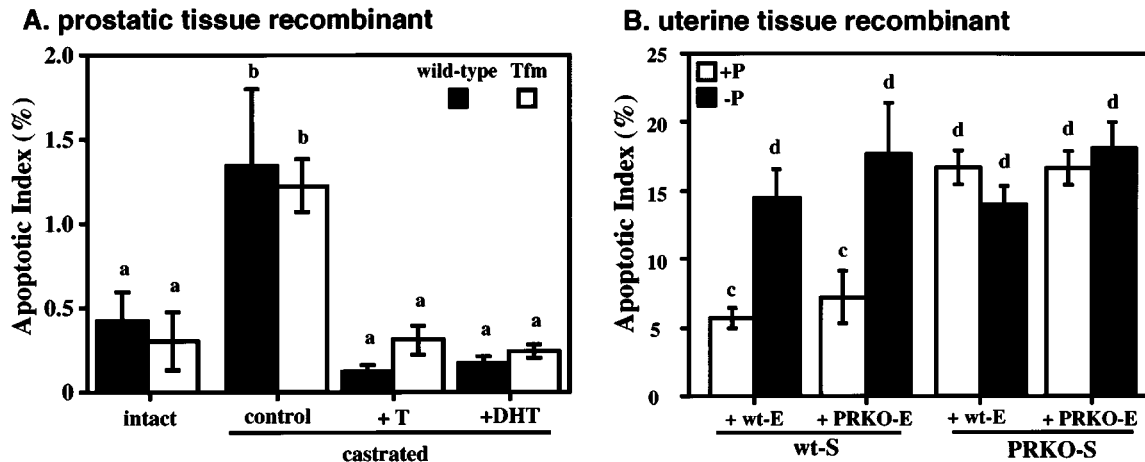 A. prostatic tissue recombinant
Apoptotic Index (%)
2.0
1.5
1.0
0.5
0
wild-type Tfm
a a b b a a a a
intact control + T +DHT
castrated
B. uterine tissue recombinant
Apoptotic Index (%)
25
20
15
10
5
0
+P
-P
c d c d d d d d
+ wt-E + PRKO-E + wt-E + PRKO-E
wt-S PRKO-S